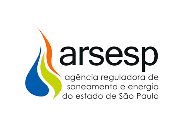 arsesp
agência reguladora de
saneamento e energia
do estado de São Paulo